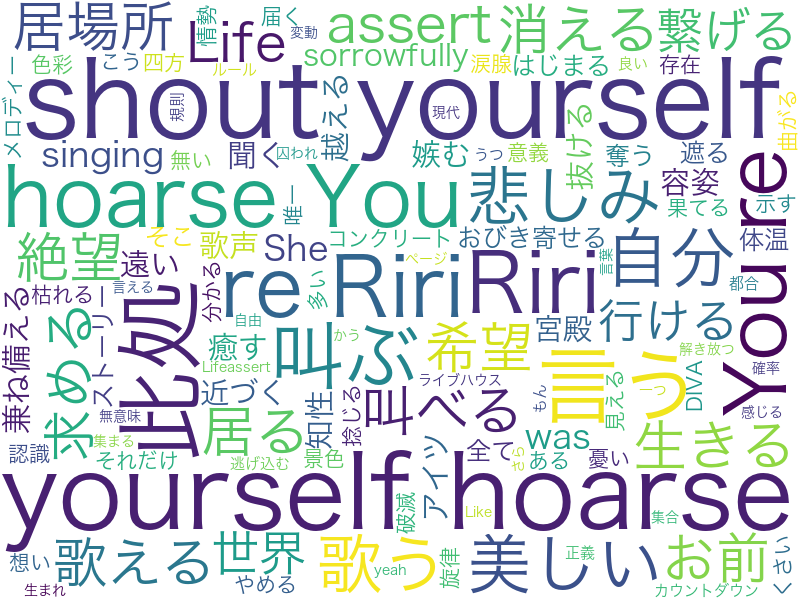 居場所
Life
情勢
届く
変動
assert
消える
繋げる
色彩
こう
四方
ルール
sorrowfully
涙腺
はじまる
良い
存在
メロディー
規則
shout yourself
現代
曲がる
singing
無い
囚われ
聞く
越える
嫉む
うつ
意義
抜ける
奪う
遮る
容姿
果てる
示す
hoarse You
悲しみ
You re
絶望
そこ
歌声
遠い
唯一
She
コンクリート
おびき寄せる
自分
体温
兼ね備える
枯れる
言える
ストーリー
分かる
re Riri
多い
ページ
Riri
言葉
都合
求める
此処
自由
癒す
叫ぶ
かう
希望
宮殿
行ける
解き放つ
Lifeassert
ライブハウス
言う
見える
DIVA
確率
一つ
無意味
近づく
知性
捻じる
叫べる
もん
感じる
認識
集まる
それだけ
居る
逃げ込む
景色
アイツ
全て
さら
was
ある
憂い
生きる
yourself hoarse
破滅
Like
集合
想い
歌える
世界
歌う
旋律
美しい
正義
お前
くさい
生まれ
やめる
yeah
カウントダウン